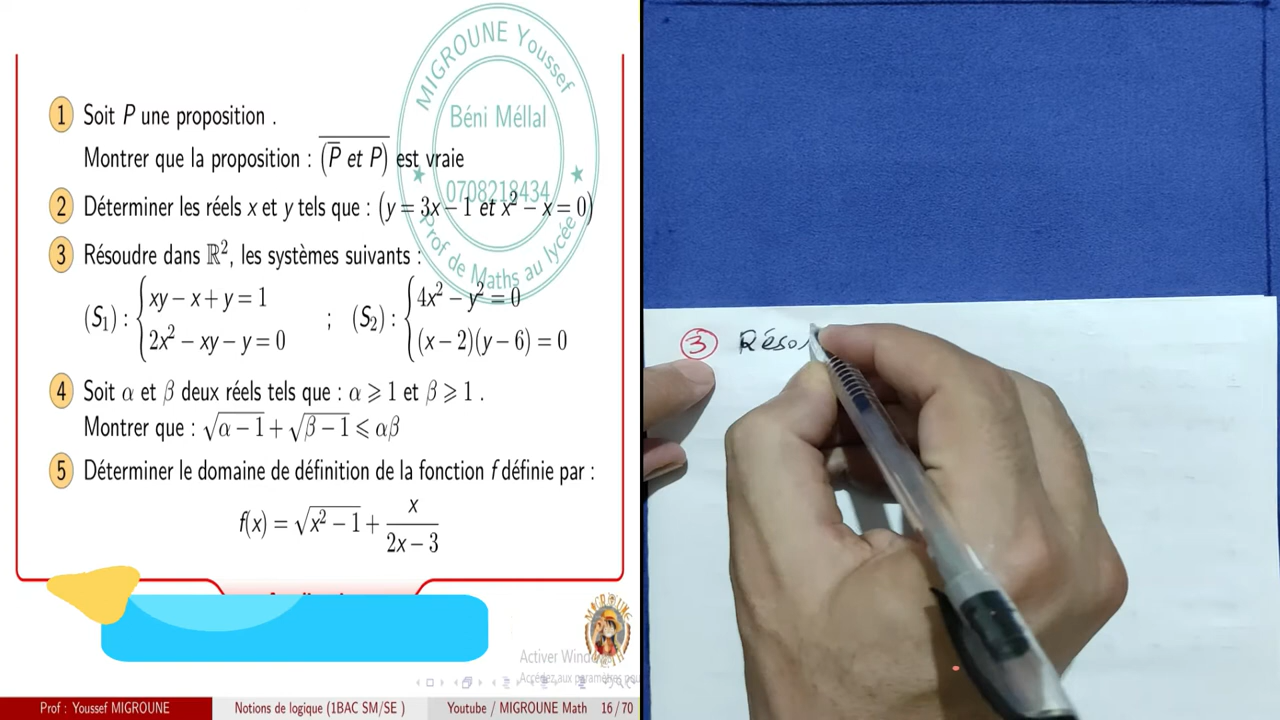 MIGROUNE Youssef
Béni Méllal
0708218434
Prof de Maths au lycée
1 Soit P une proposition .
Montrer que la proposition : \overline{(\overline{P} et P)} est vraie
2 Déterminer les réels x et y tels que : (y = 3x − 1 et x² − x = 0)
3 Résoudre dans ℝ², les systèmes suivants :
(S₁) : { xy − x + y = 1
2x² − xy − y = 0
; (S₂) : { 4x² − y² = 0
(x − 2)(y − 6) = 0
4 Soit α et β deux réels tels que : α ⩾ 1 et β ⩾ 1 .
Montrer que : √(α − 1) + √(β − 1) ⩽ αβ
5 Déterminer le domaine de définition de la fonction f définie par :
f(x) = √(x² − 1) + x/(2x − 3)
Activer Wind
Prof : Youssef MIGROUNE Notions de logique (1BAC SM/SE ) Youtube / MIGROUNE Math 16/70
3 Réso